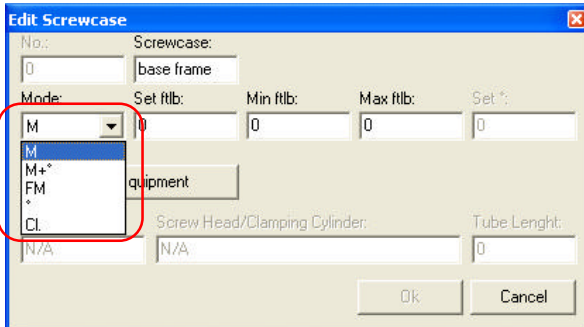 Edit Screwcase
No.: Screwcase:
0 base frame
Mode: Set ftlb: Min ftlb: Max ftlb: Set °:
M 0 0 0 0
M
M+°
FM
quipment
°
Cl. Screw Head/Clamping Cylinder: Tube Lenght:
N/A N/A 0
Ok Cancel